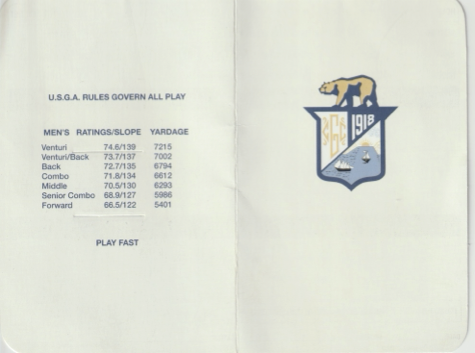 U.S.G.A. RULES GOVERN ALL PLAY
MEN'S RATINGS/SLOPE YARDAGE
Venturi 74.6/139 7215
Venturi/Back 73.7/137 7002
Back 72.7/135 6794
Combo 71.8/134 6612
Middle 70.5/130 6293
Senior Combo 68.9/127 5986
Forward 66.5/122 5401
PLAY FAST
1918